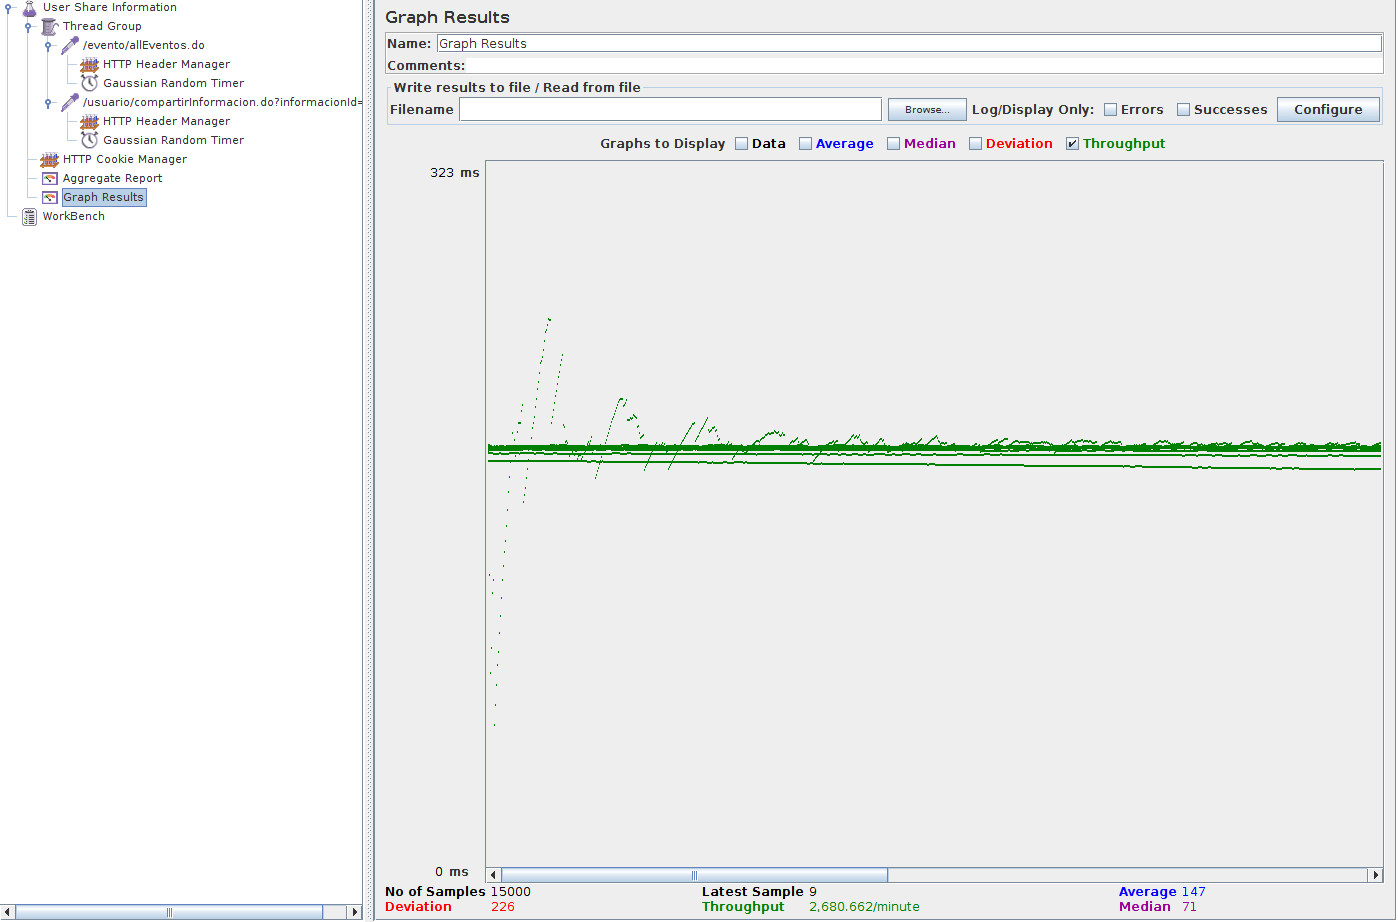 User Share Information
Thread Group
/evento/allEventos.do
HTTP Header Manager
Gaussian Random Timer
/usuario/compartirInformacion.do?informacionId=
HTTP Header Manager
Gaussian Random Timer
HTTP Cookie Manager
Aggregate Report
Graph Results
WorkBench
Graph Results
Name: Graph Results
Comments:
Write results to file / Read from file
Filename Browse... Log/Display Only: Errors Successes Configure
Graphs to Display Data Average Median Deviation Throughput
323 ms
0 ms
No of Samples 15000 Latest Sample 9 Average 147
Deviation 226 Throughput 2,680.662/minute Median 71